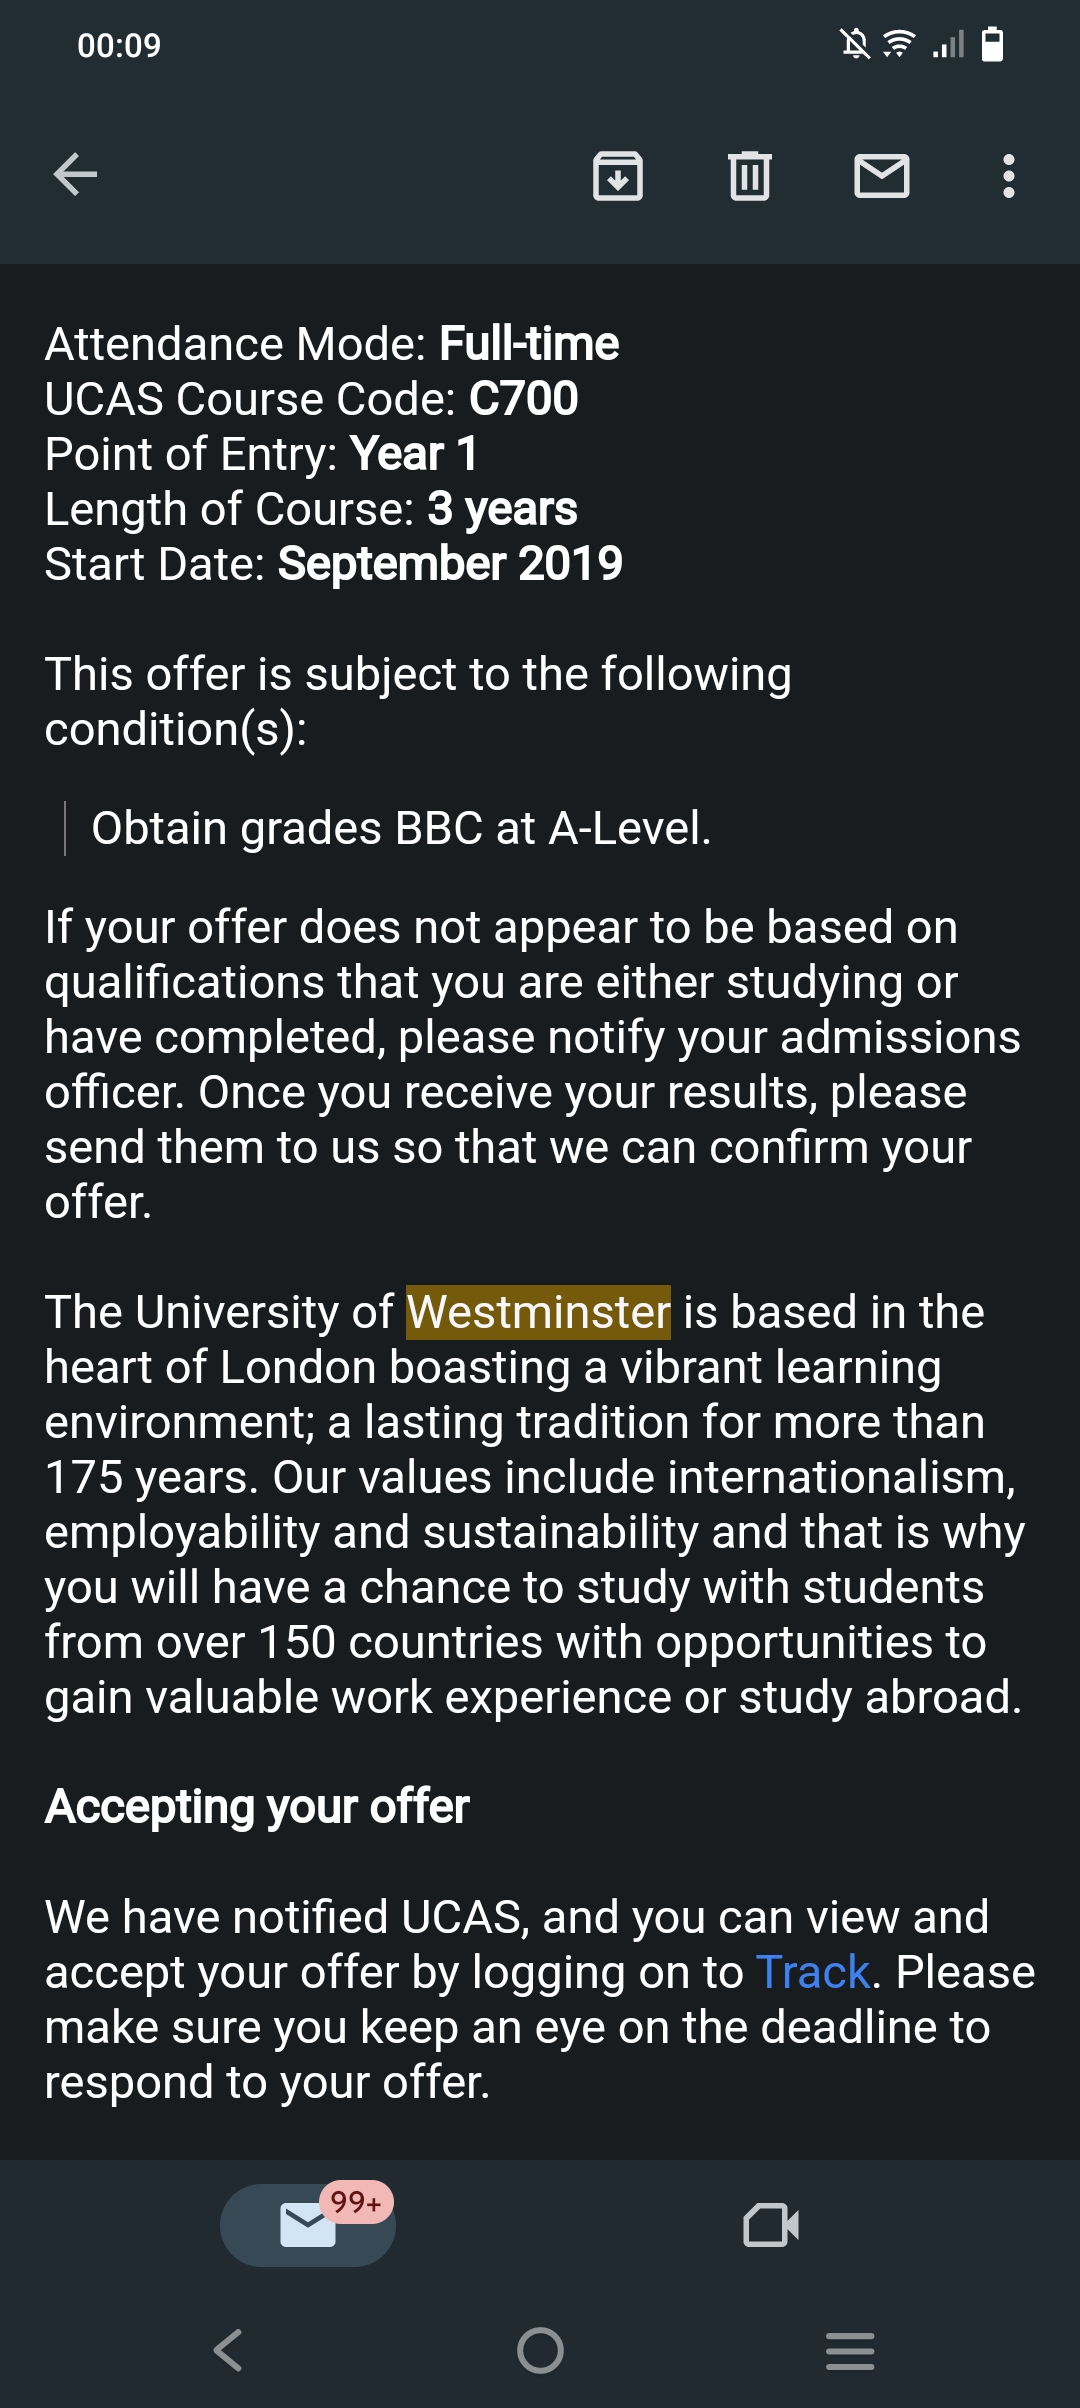 00:09
Attendance Mode: Full-time
UCAS Course Code: C700
Point of Entry: Year 1
Length of Course: 3 years
Start Date: September 2019
This offer is subject to the following
condition(s):
Obtain grades BBC at A-Level.
If your offer does not appear to be based on
qualifications that you are either studying or
have completed, please notify your admissions
officer. Once you receive your results, please
send them to us so that we can confirm your
offer.
The University of Westminster is based in the
heart of London boasting a vibrant learning
environment; a lasting tradition for more than
175 years. Our values include internationalism,
employability and sustainability and that is why
you will have a chance to study with students
from over 150 countries with opportunities to
gain valuable work experience or study abroad.
Accepting your offer
We have notified UCAS, and you can view and
accept your offer by logging on to Track. Please
make sure you keep an eye on the deadline to
respond to your offer.
99+